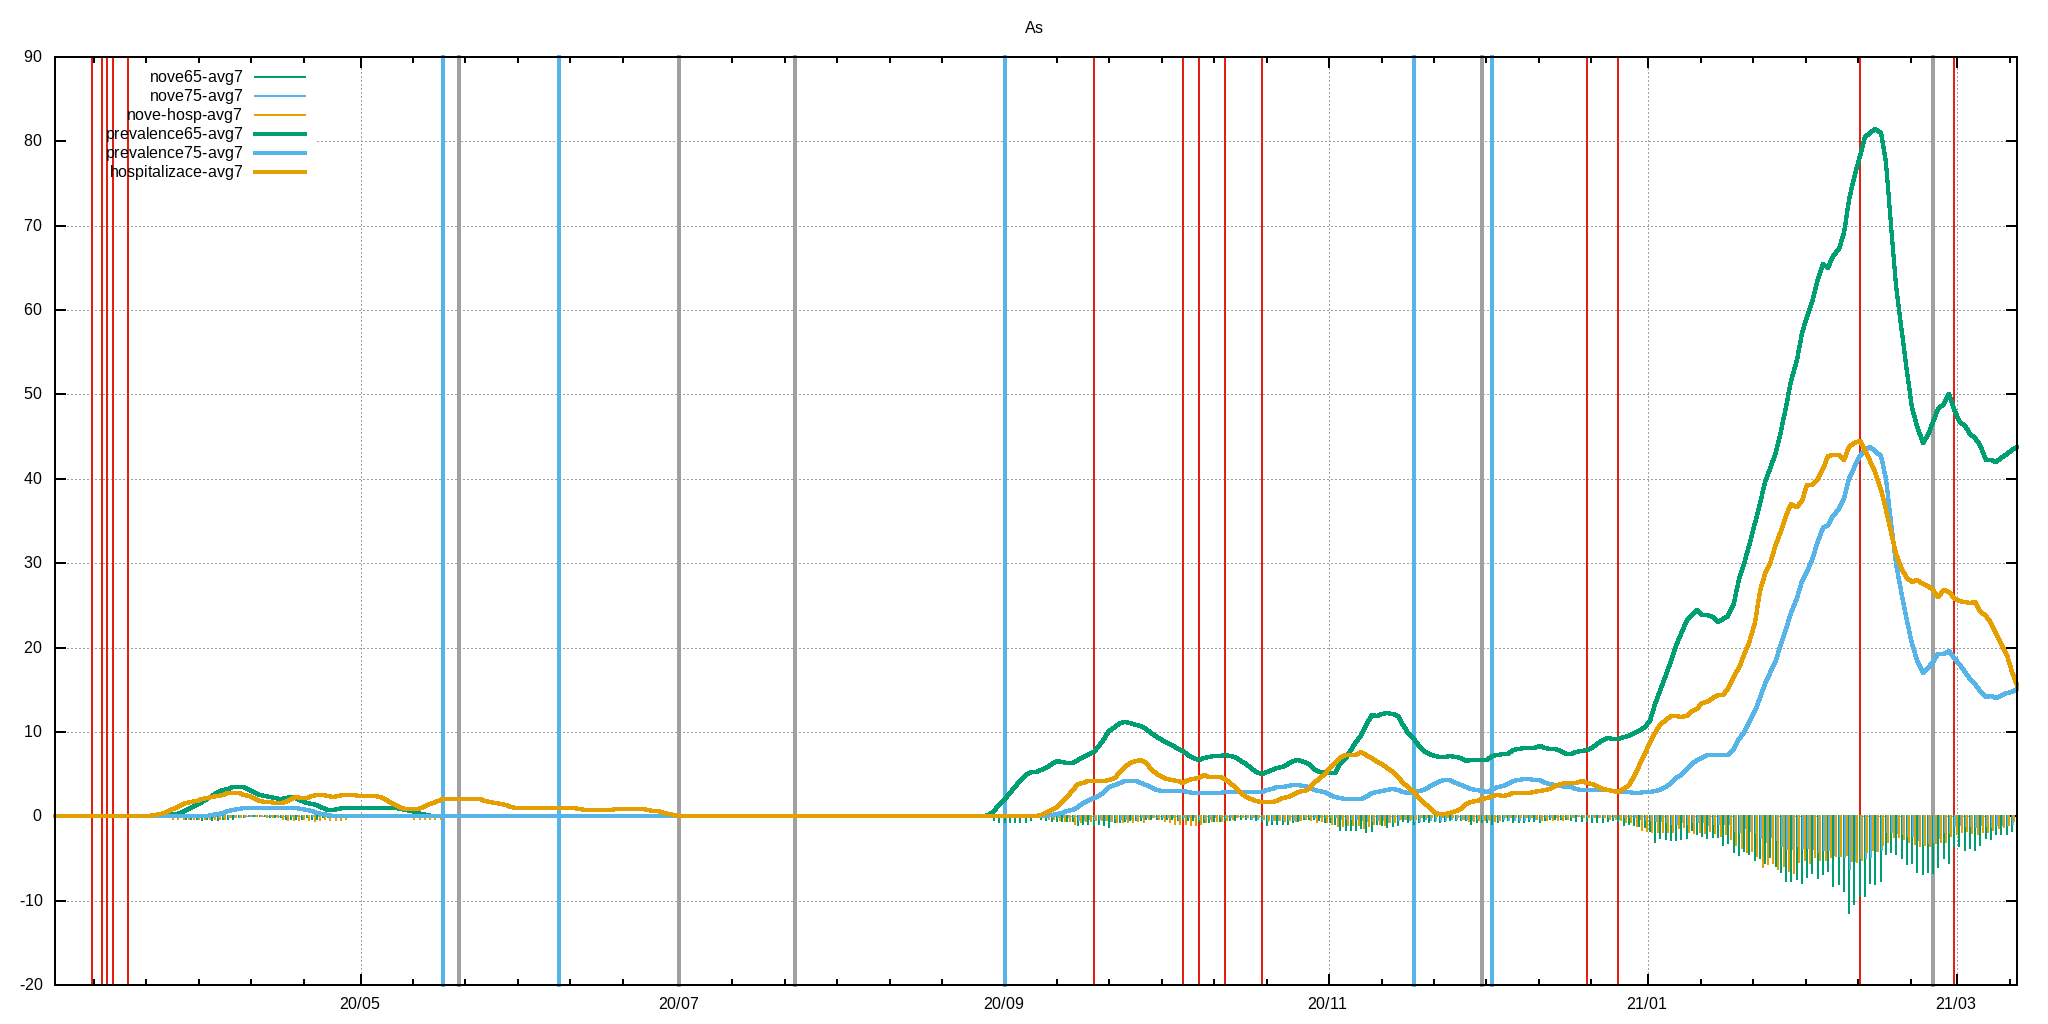 As
90
nove65-avg7
nove75-avg7
nove-hosp-avg7
prevalence65-avg7
prevalence75-avg7
hospitalizace-avg7
80
70
60
50
40
30
20
10
0
-10
-20
20/05 20/07 20/09 20/11 21/01 21/03